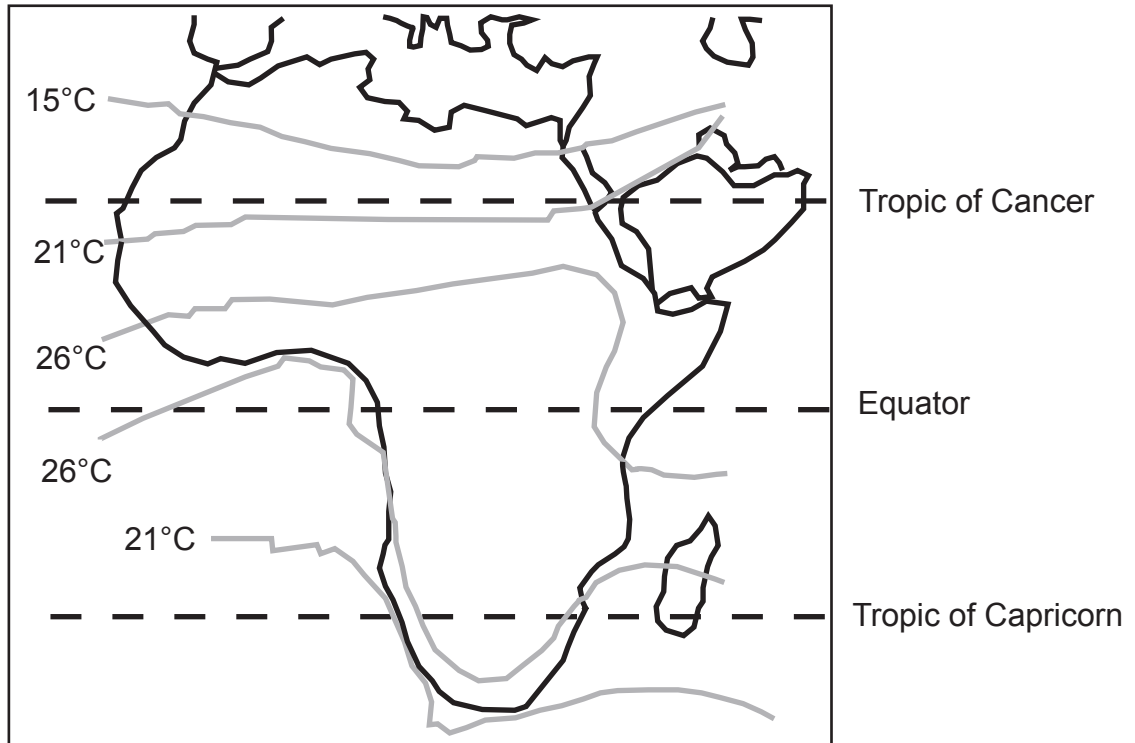 15°C
Tropic of Cancer
21°C
26°C
Equator
26°C
21°C
Tropic of Capricorn